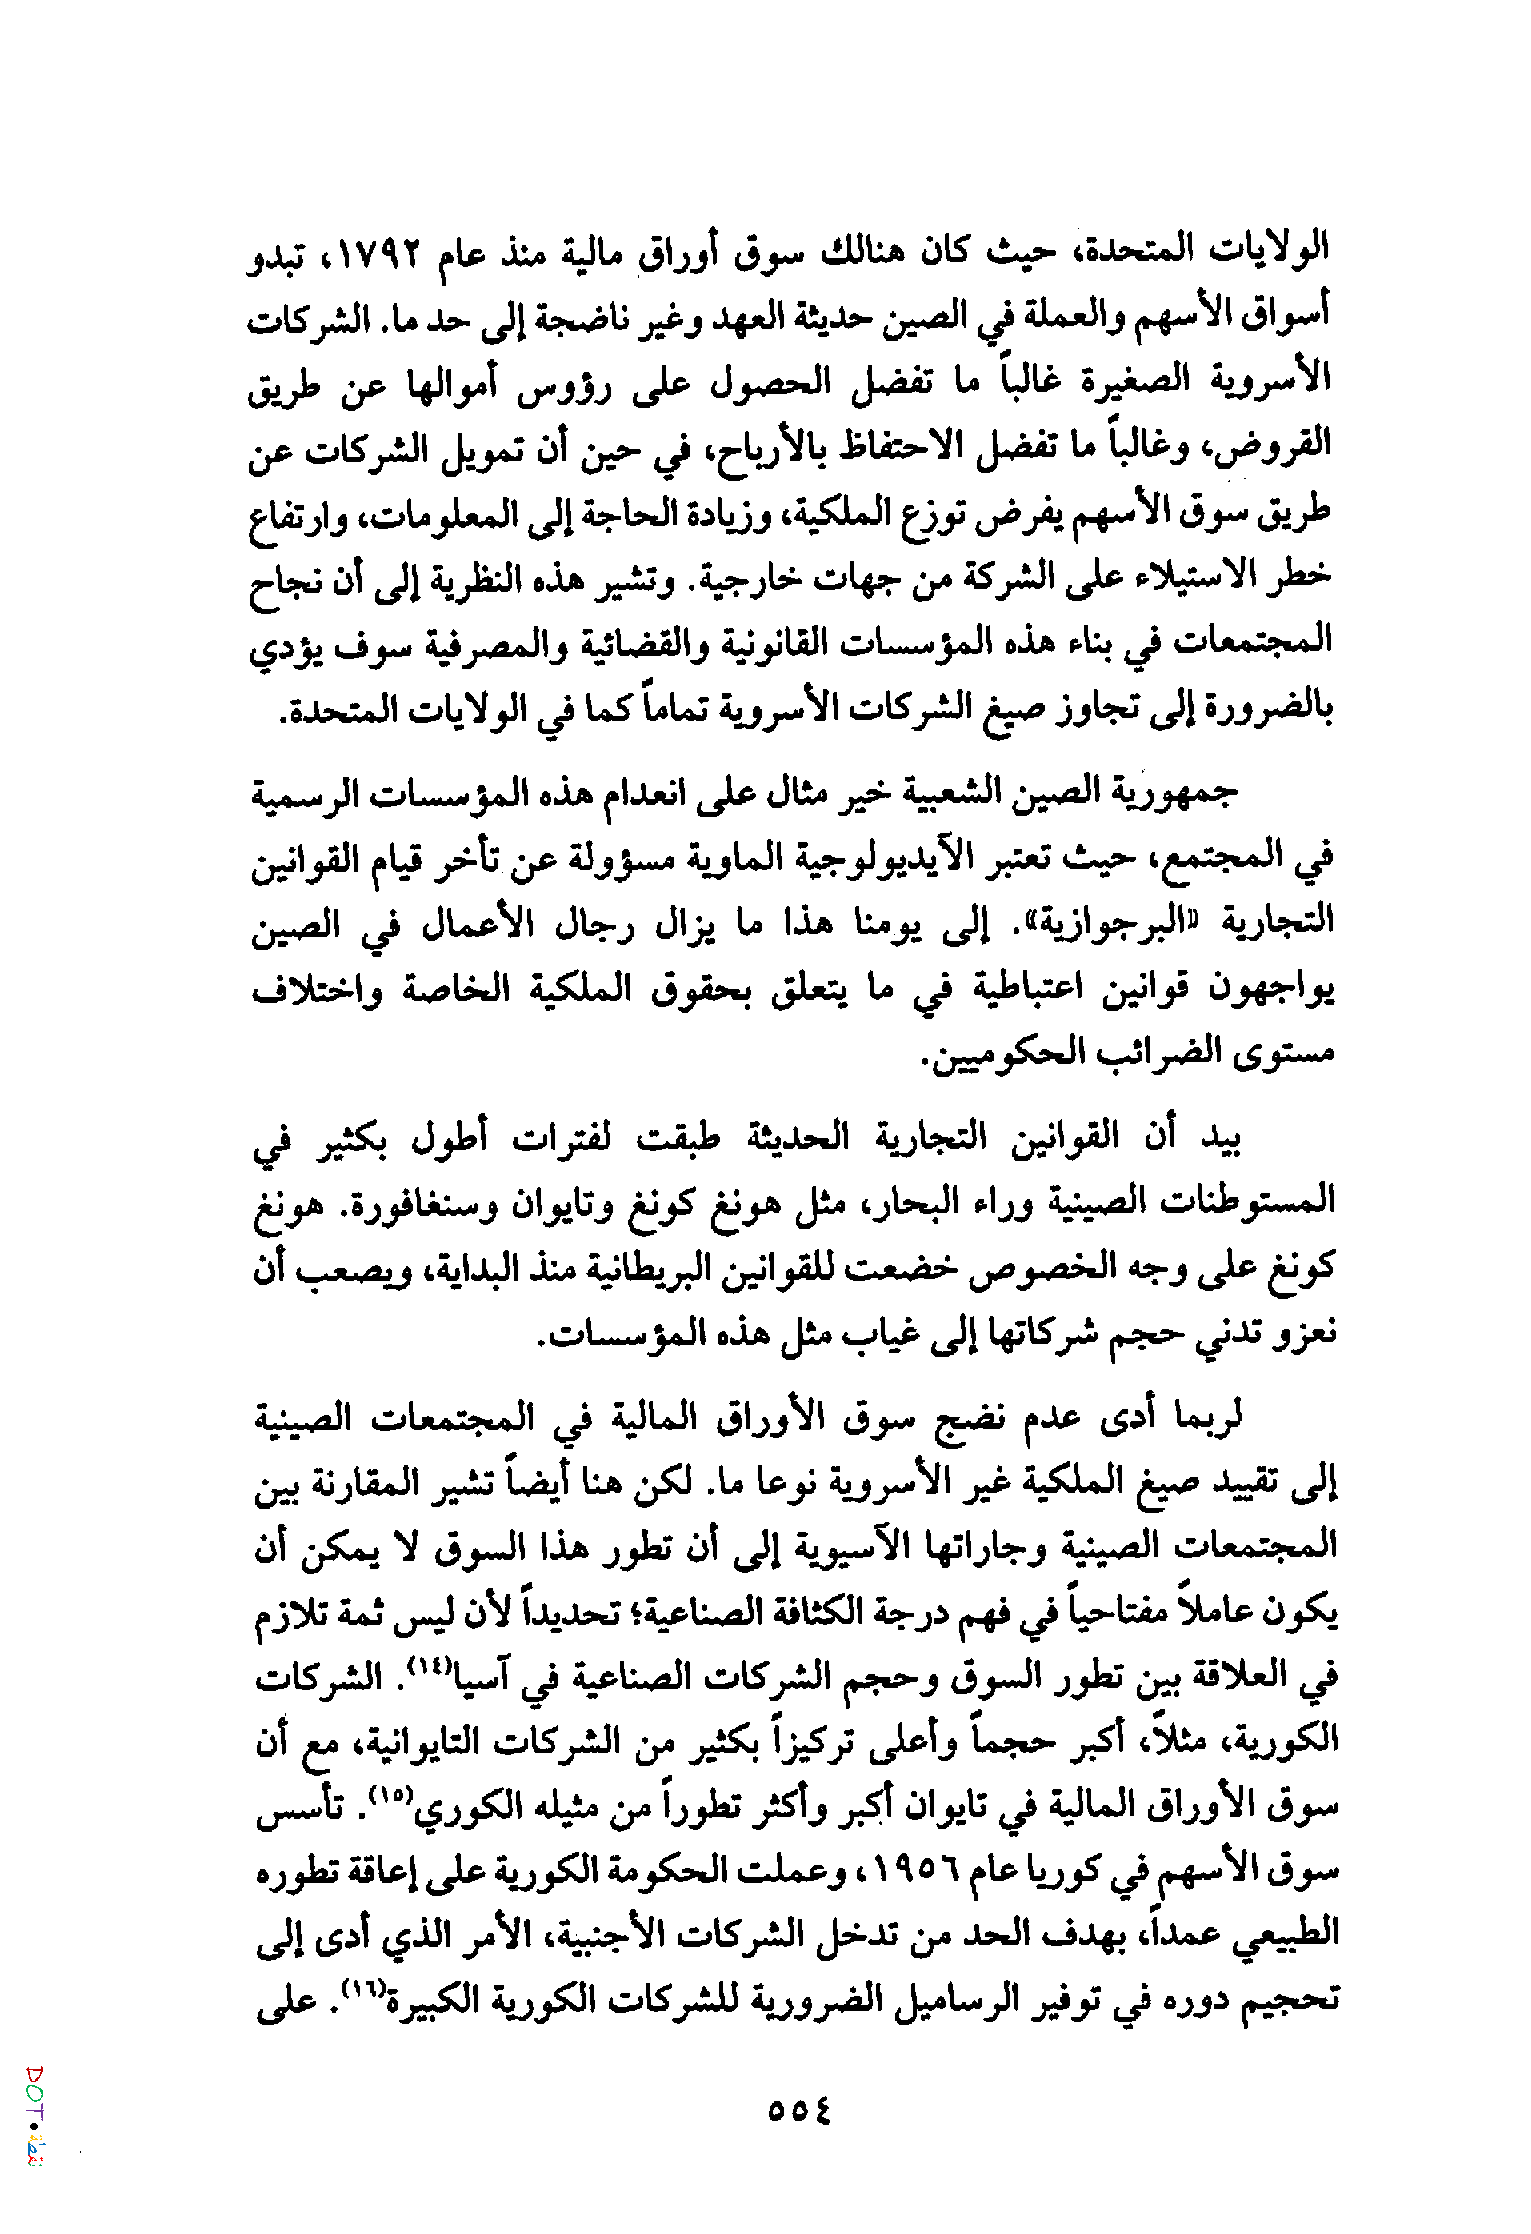 الولايات المتحدة، حيث كان هنالك سوق أوراق مالية منذ عام ١٧٩٢، تبدو
أسواق الأسهم والعملة في الصين حديثة العهد وغير ناضجة إلى حد ما. الشركات
الأسروية الصغيرة غالباً ما تفضل الحصول على رؤوس أموالها عن طريق
القروض، وغالباً ما تفضل الاحتفاظ بالأرباح، في حين أن تمويل الشركات عن
طريق سوق الأسهم يفرض توزع الملكية، وزيادة الحاجة إلى المعلومات، وارتفاع
خطر الاستيلاء على الشركة من جهات خارجية. وتشير هذه النظرية إلى أن نجاح
المجتمعات في بناء هذه المؤسسات القانونية والقضائية والمصرفية سوف يؤدي
بالضرورة إلى تجاوز صيغ الشركات الأسروية تماماً كما في الولايات المتحدة.
جمهورية الصين الشعبية خير مثال على انعدام هذه المؤسسات الرسمية
في المجتمع، حيث تعتبر الآيديولوجية الماوية مسؤولة عن تأخر قيام القوانين
التجارية «البرجوازية». إلى يومنا هذا ما يزال رجال الأعمال في الصين
يواجهون قوانين اعتباطية في ما يتعلق بحقوق الملكية الخاصة واختلاف
مستوى الضرائب الحكوميين.
بيد أن القوانين التجارية الحديثة طبقت لفترات أطول بكثير في
المستوطنات الصينية وراء البحار، مثل هونغ كونغ وتايوان وسنغافورة. هونغ
كونغ على وجه الخصوص خضعت للقوانين البريطانية منذ البداية، ويصعب أن
نعزو تدني حجم شركاتها إلى غياب مثل هذه المؤسسات.
لربما أدى عدم نضج سوق الأوراق المالية في المجتمعات الصينية
إلى تقييد صيغ الملكية غير الأسروية نوعا ما. لكن هنا أيضاً تشير المقارنة بين
المجتمعات الصينية وجاراتها الآسيوية إلى أن تطور هذا السوق لا يمكن أن
يكون عاملاً مفتاحياً في فهم درجة الكثافة الصناعية؛ تحديداً لأن ليس ثمة تلازم
في العلاقة بين تطور السوق وحجم الشركات الصناعية في آسيا(١٤). الشركات
الكورية، مثلاً، أكبر حجماً وأعلى تركيزاً بكثير من الشركات التايوانية، مع أن
سوق الأوراق المالية في تايوان أكبر وأكثر تطوراً من مثيله الكوري(١٥). تأسس
سوق الأسهم في كوريا عام ١٩٥٦، وعملت الحكومة الكورية على إعاقة تطوره
الطبيعي عمداً، بهدف الحد من تدخل الشركات الأجنبية، الأمر الذي أدى إلى
تحجيم دوره في توفير الرساميل الضرورية للشركات الكورية الكبيرة(١٦). على
٥٥٤
DOT.نقطة